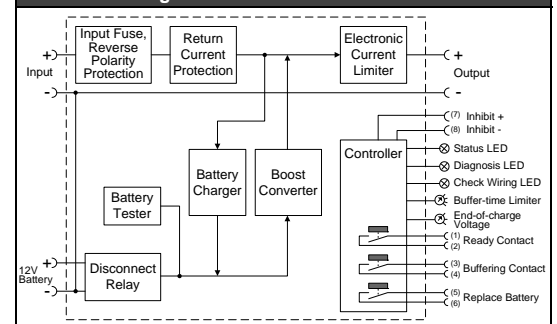 Input Fuse,
Reverse
Polarity
Protection
Return
Current
Protection
Electronic
Current
Limiter
+
Input
-
+
Output
-
(7) Inhibit +
(8) Inhibit -
Controller
Status LED
Diagnosis LED
Check Wiring LED
Buffer-time Limiter
End-of-charge
Voltage
(1)
(2) Ready Contact
(3)
(4) Buffering Contact
(5)
(6) Replace Battery
Battery
Charger
Boost
Converter
Battery
Tester
+
12V
Battery
-
Disconnect
Relay